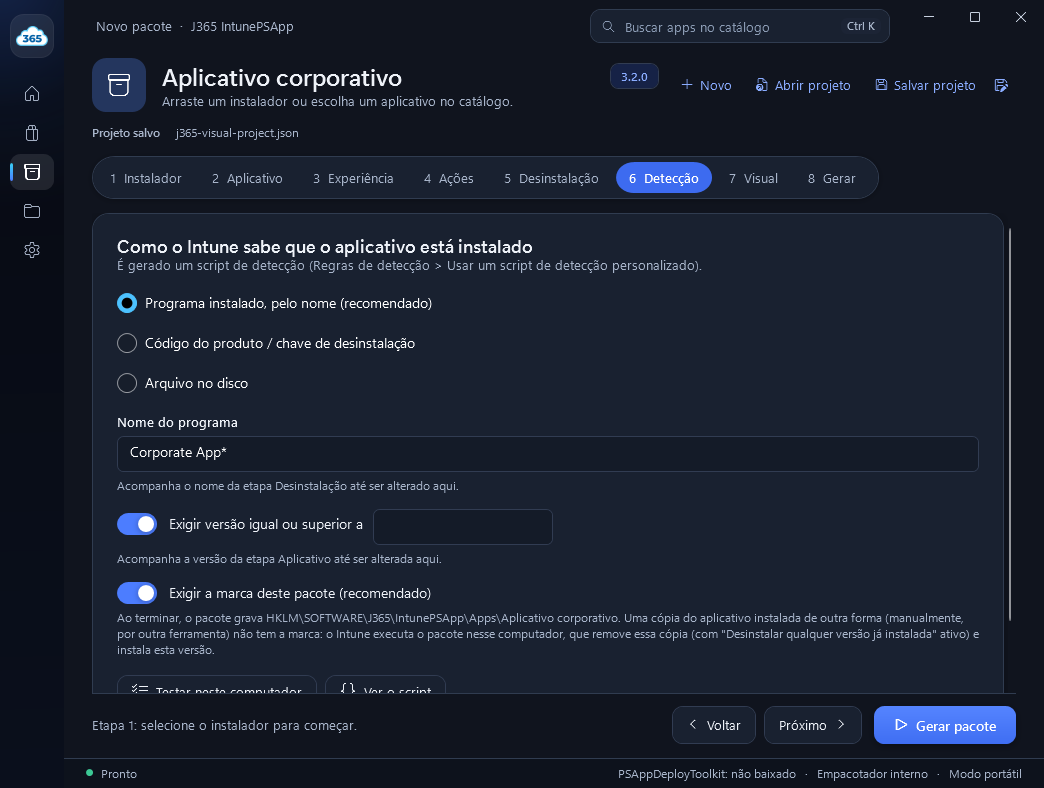 365
Novo pacote · J365 IntunePSApp
Buscar apps no catálogo
Ctrl K
Aplicativo corporativo
Arraste um instalador ou escolha um aplicativo no catálogo.
3.2.0
Novo
Abrir projeto
Salvar projeto
Projeto salvo j365-visual-project.json
1 Instalador
2 Aplicativo
3 Experiência
4 Ações
5 Desinstalação
6 Detecção
7 Visual
8 Gerar
Como o Intune sabe que o aplicativo está instalado
É gerado um script de detecção (Regras de detecção > Usar um script de detecção personalizado).
Programa instalado, pelo nome (recomendado)
Código do produto / chave de desinstalação
Arquivo no disco
Nome do programa
Corporate App*
Acompanha o nome da etapa Desinstalação até ser alterado aqui.
Exigir versão igual ou superior a
Acompanha a versão da etapa Aplicativo até ser alterada aqui.
Exigir a marca deste pacote (recomendado)
Ao terminar, o pacote grava HKLM\SOFTWARE\J365\IntunePSApp\Apps\Aplicativo corporativo. Uma cópia do aplicativo instalada de outra forma (manualmente,
por outra ferramenta) não tem a marca: o Intune executa o pacote nesse computador, que remove essa cópia (com "Desinstalar qualquer versão já instalada" ativo) e
instala esta versão.
Testar neste computador
{ } Ver o script
Etapa 1: selecione o instalador para começar.
Voltar
Próximo
Gerar pacote
Pronto
PSAppDeployToolkit: não baixado · Empacotador interno · Modo portátil